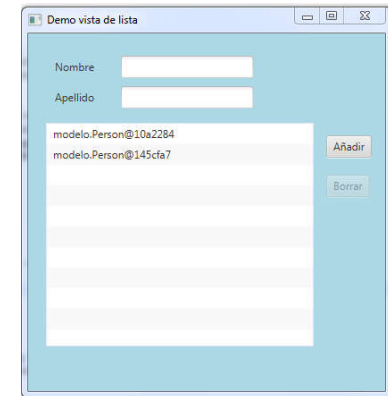 Demo vista de lista
Nombre
Apellido
modelo.Person@10a2284
modelo.Person@145cfa7
Añadir
Borrar